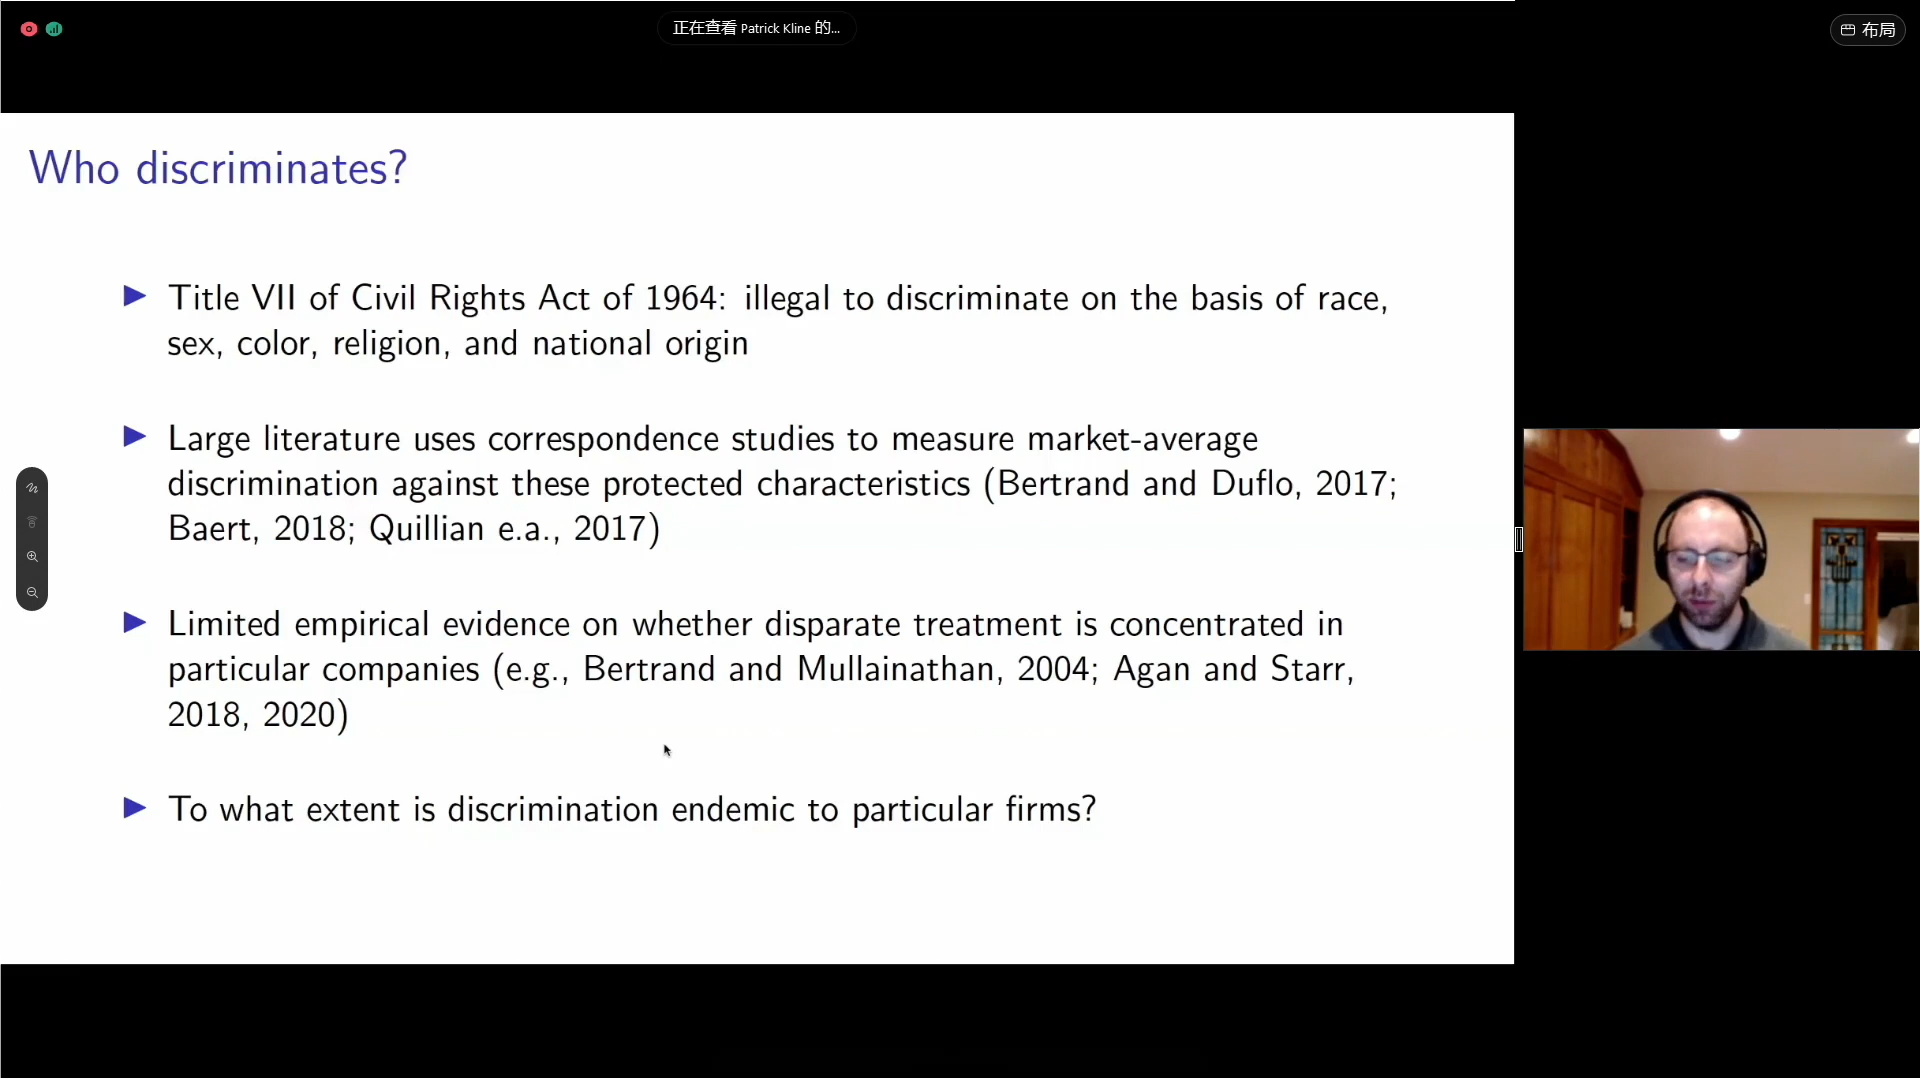 正在查看 Patrick Kline 的...
布局
Who discriminates?
Title VII of Civil Rights Act of 1964: illegal to discriminate on the basis of race,
sex, color, religion, and national origin
Large literature uses correspondence studies to measure market-average
discrimination against these protected characteristics (Bertrand and Duflo, 2017;
Baert, 2018; Quillian e.a., 2017)
Limited empirical evidence on whether disparate treatment is concentrated in
particular companies (e.g., Bertrand and Mullainathan, 2004; Agan and Starr,
2018, 2020)
To what extent is discrimination endemic to particular firms?